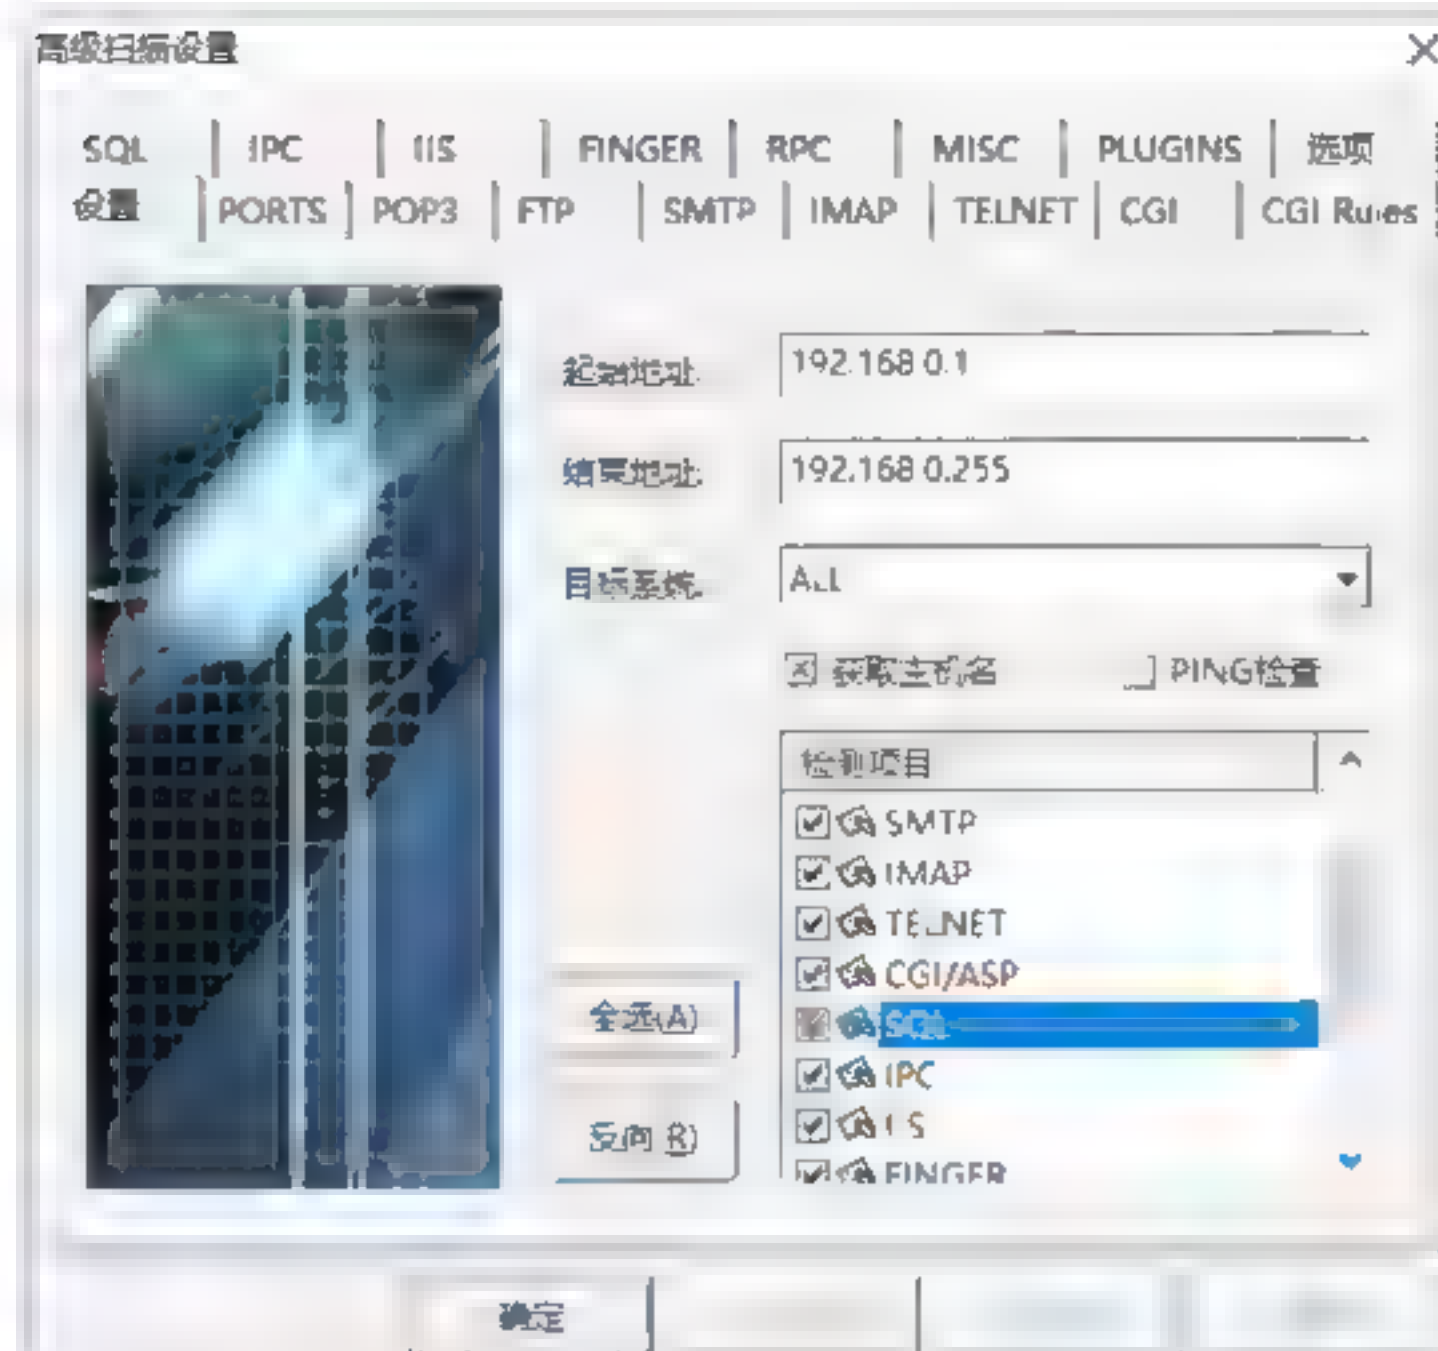 高级扫描设置
SQL IPC IIS FINGER RPC MISC PLUGINS 选项
设置 PORTS POP3 FTP SMTP IMAP TELNET CGI CGI Rules
起始地址: 192.168.0.1
结束地址: 192.168.0.255
目标系统: ALL
获取主机名 PING检查
检测项目
SMTP
IMAP
TELNET
CGI/ASP
SQL
全选(A)
IPC
IIS
反向(R)
FINGER
确定